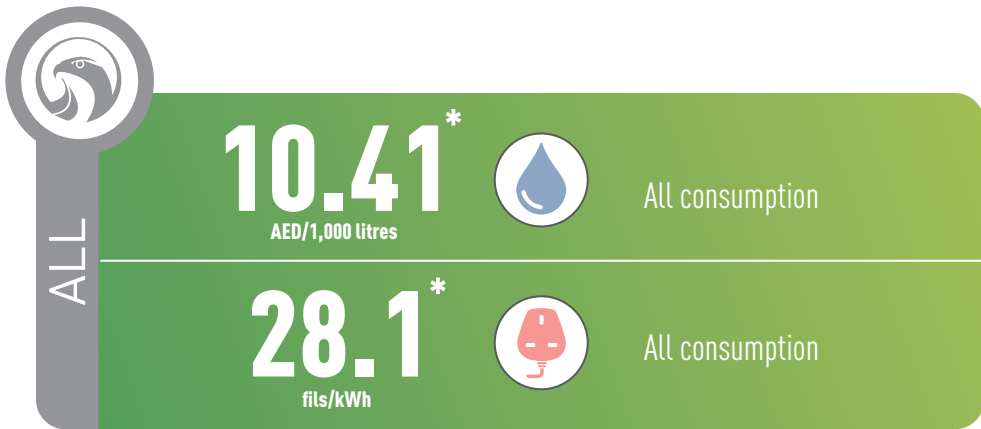 ALL
10.41*
AED/1,000 litres
All consumption
28.1*
fils/kWh
All consumption